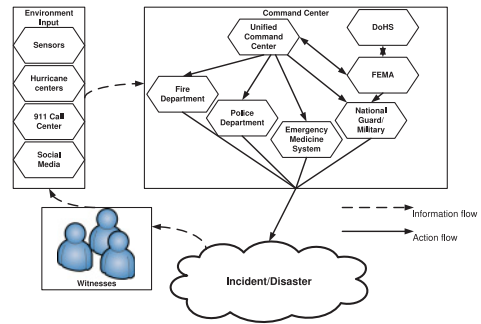 Environment
Input
Sensors
Hurricane
centers
911 Call
Center
Social
Media
Command Center
Unified
Command
Center
DoHS
FEMA
Fire
Department
Police
Department
Emergency
Medicine
System
National
Guard/
Military
Information flow
Action flow
Witnesses
Incident/Disaster